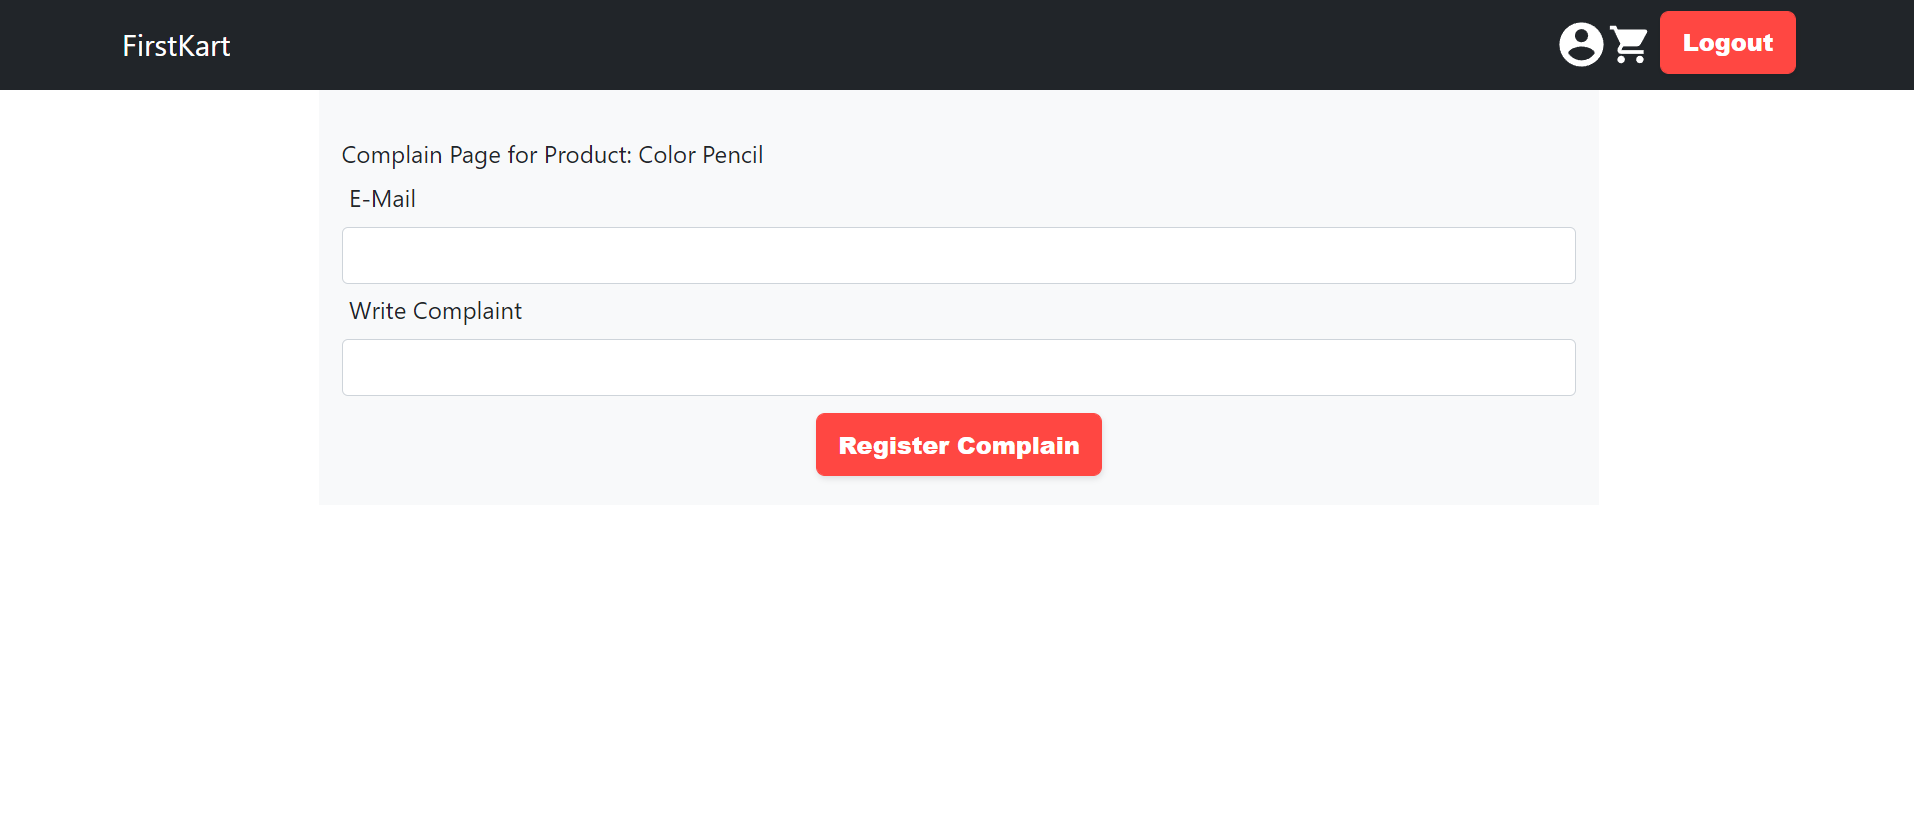 FirstKart
Logout
Complain Page for Product: Color Pencil
E-Mail
Write Complaint
Register Complain